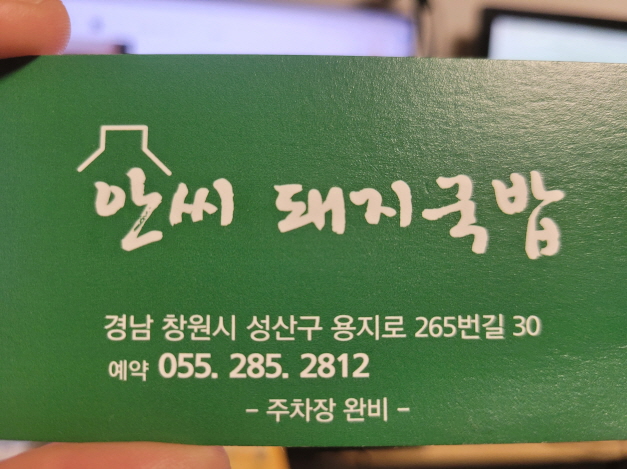 안씨 돼지국밥
경남 창원시 성산구 용지로 265번길 30
예약 055. 285. 2812
- 주차장 완비 -